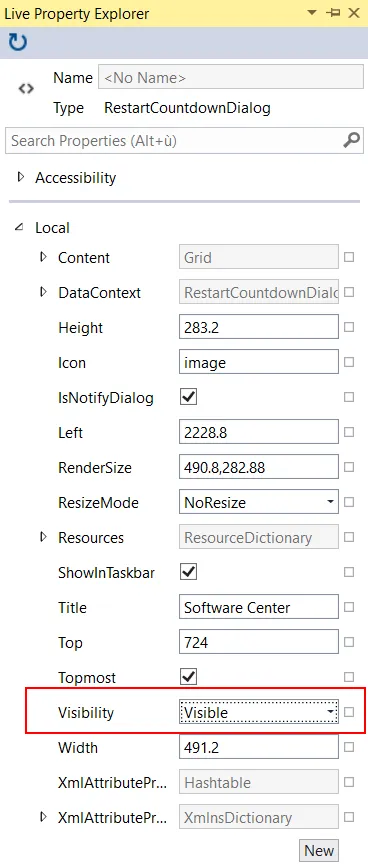 Live Property Explorer
Name <No Name>
Type RestartCountdownDialog
Search Properties (Alt+ù)
Accessibility
Local
Content Grid
DataContext RestartCountdownDialo
Height 283.2
Icon image
IsNotifyDialog
Left 2228.8
RenderSize 490.8,282.88
ResizeMode NoResize
Resources ResourceDictionary
ShowInTaskbar
Title Software Center
Top 724
Topmost
Visibility Visible
Width 491.2
XmlAttributePr... Hashtable
XmlAttributePr... XmlnsDictionary
New